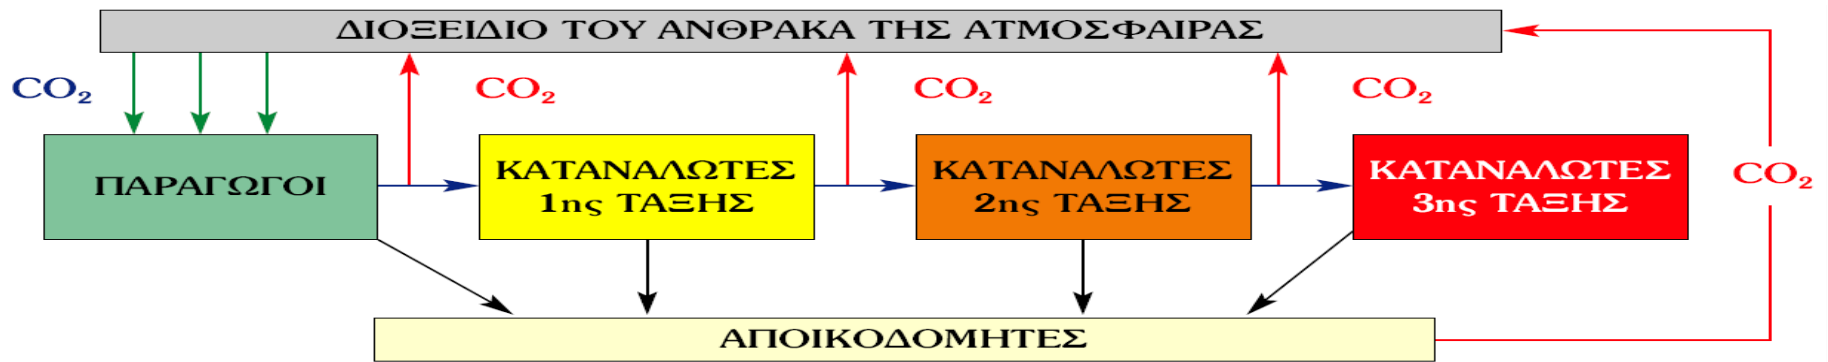 ΔΙΟΞΕΙΔΙΟ ΤΟΥ ΑΝΘΡΑΚΑ ΤΗΣ ΑΤΜΟΣΦΑΙΡΑΣ
CO₂
CO₂
CO₂
CO₂
ΠΑΡΑΓΩΓΟΙ
ΚΑΤΑΝΑΛΩΤΕΣ
1ης ΤΑΞΗΣ
ΚΑΤΑΝΑΛΩΤΕΣ
2ης ΤΑΞΗΣ
ΚΑΤΑΝΑΛΩΤΕΣ
3ης ΤΑΞΗΣ
CO₂
ΑΠΟΙΚΟΔΟΜΗΤΕΣ